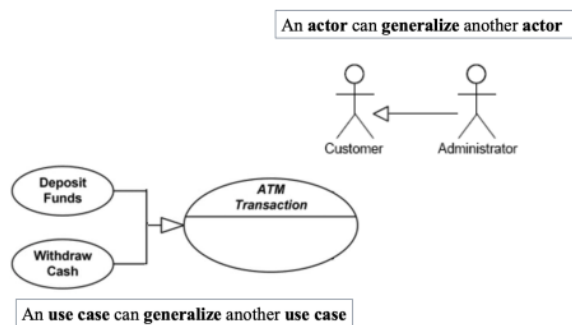 An actor can generalize another actor
Customer
Administrator
Deposit
Funds
ATM
Transaction
Withdraw
Cash
An use case can generalize another use case